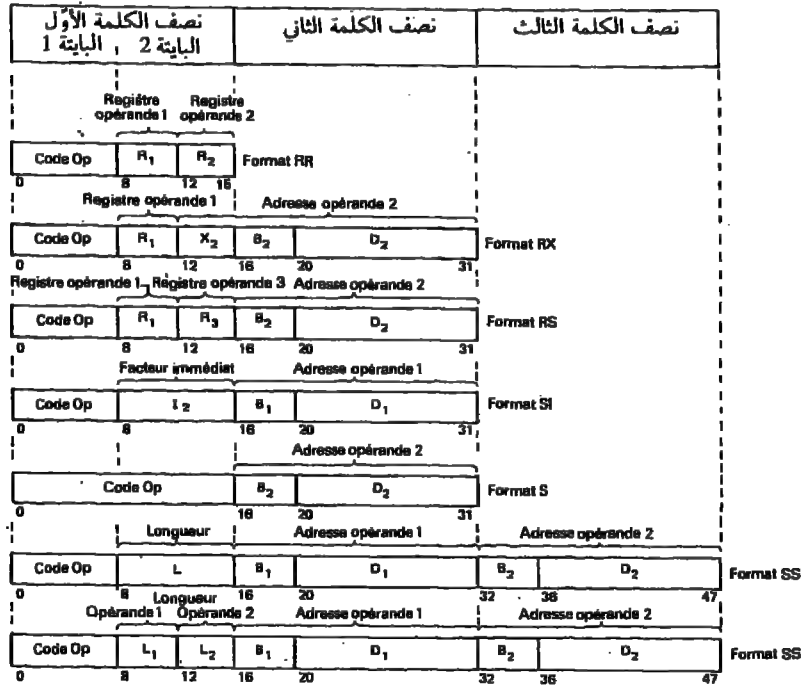 نصف الكلمة الأوّل نصف الكلمة الثاني نصف الكلمة الثالث
البايتة 2 البايتة 1
Registre Registre
opérande 1 opérande 2
Code Op R₁ R₂ Format RR
0 8 12 15
Registre opérande 1 Adresse opérande 2
Code Op R₁ X₂ B₂ D₂ Format RX
0 8 12 16 20 31
Registre opérande 1 Registre opérande 3 Adresse opérande 2
Code Op R₁ R₃ B₂ D₂ Format RS
0 8 12 16 20 31
Facteur immédiat Adresse opérande 1
Code Op I₂ B₁ D₁ Format SI
0 8 16 20 31
Adresse opérande 2
Code Op B₂ D₂ Format S
0 16 20 31
Longueur Adresse opérande 1 Adresse opérande 2
Code Op L B₁ D₁ B₂ D₂ Format SS
0 8 16 20 32 36 47
Longueur
Opérande 1 Opérande 2 Adresse opérande 1 Adresse opérande 2
Code Op L₁ L₂ B₁ D₁ B₂ D₂ Format SS
0 8 12 16 20 32 36 47